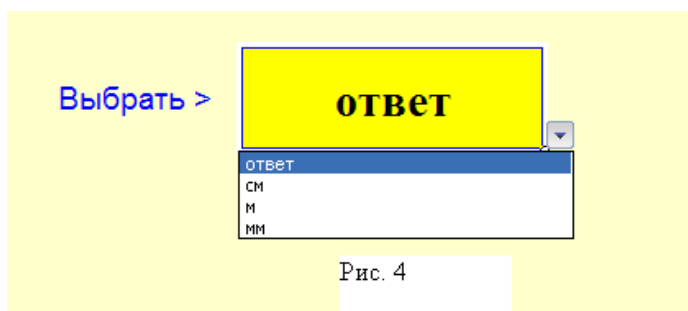 Выбрать >
ответ
ответ
см
м
мм
Рис. 4